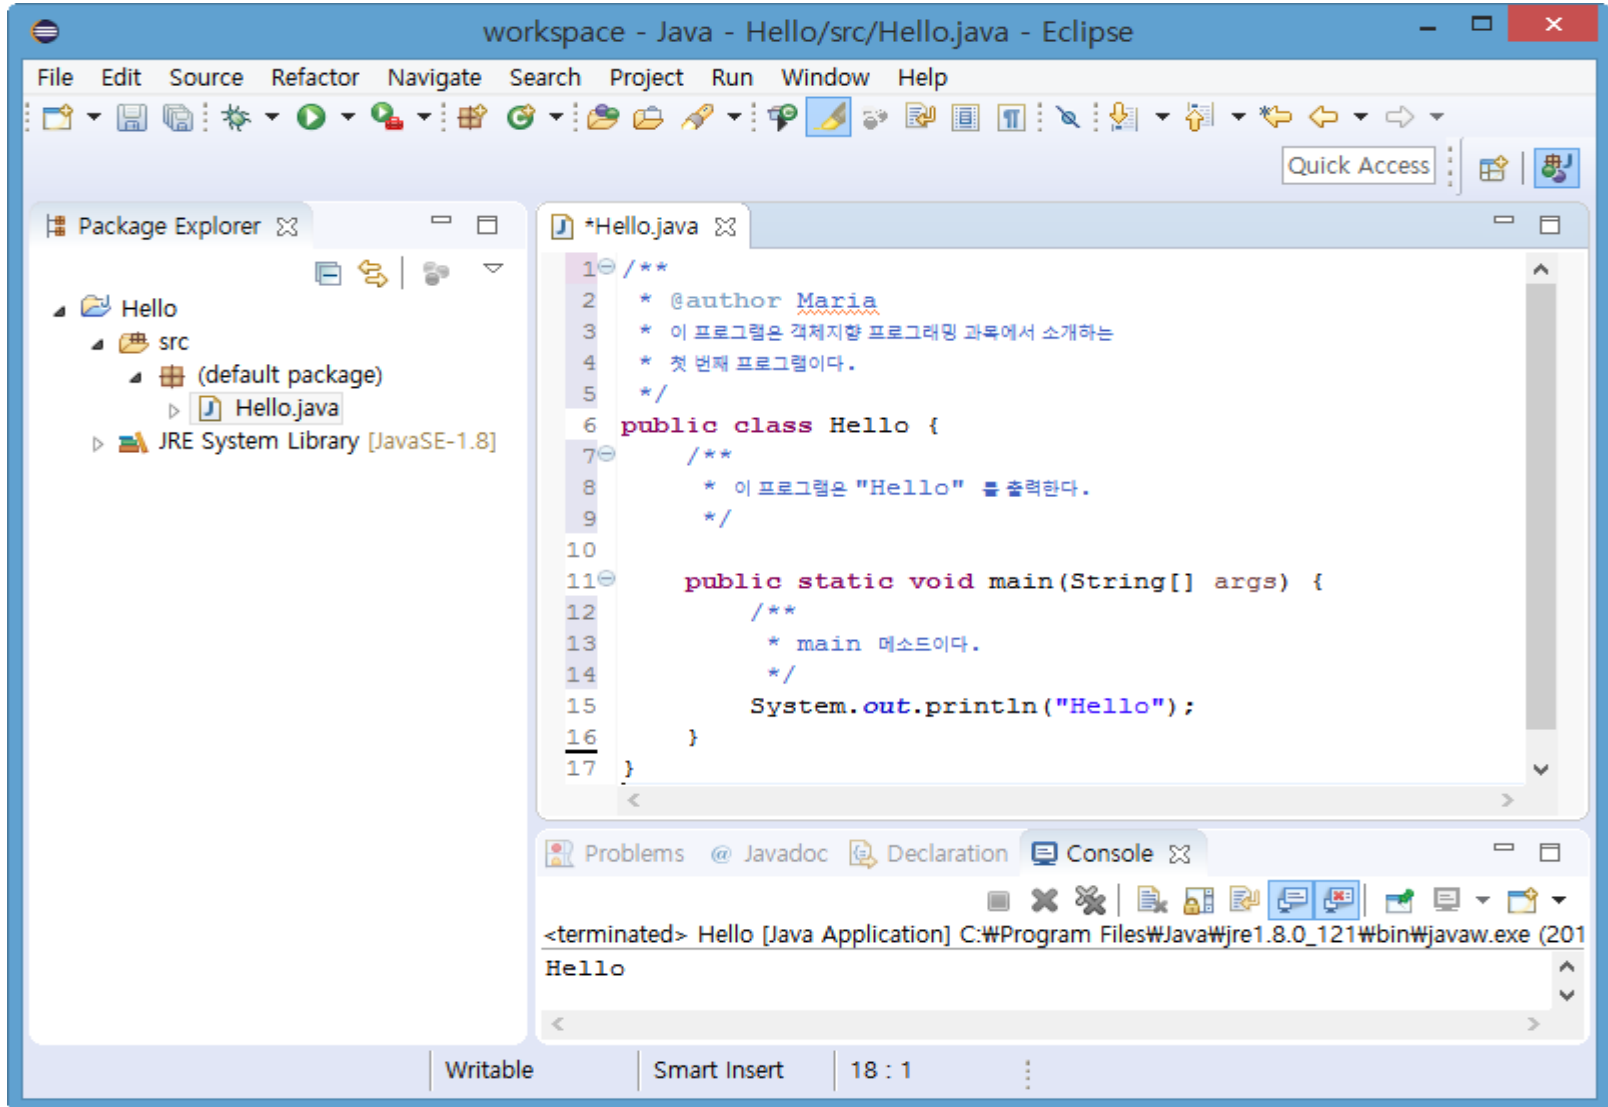 workspace - Java - Hello/src/Hello.java - Eclipse
File Edit Source Refactor Navigate Search Project Run Window Help
Quick Access
Package Explorer
Hello
src
(default package)
Hello.java
JRE System Library [JavaSE-1.8]
*Hello.java
1 /**
2 * @author Maria
3 * 이 프로그램은 객체지향 프로그래밍 과목에서 소개하는
4 * 첫 번째 프로그램이다.
5 */
6 public class Hello {
7 /**
8 * 이 프로그램은 "Hello" 를 출력한다.
9 */
10
11 public static void main(String[] args) {
12 /**
13 * main 메소드이다.
14 */
15 System.out.println("Hello");
16 }
17 }
Problems @ Javadoc Declaration Console
<terminated> Hello [Java Application] C:₩Program Files₩Java₩jre1.8.0_121₩bin₩javaw.exe (201
Hello
Writable Smart Insert 18 : 1